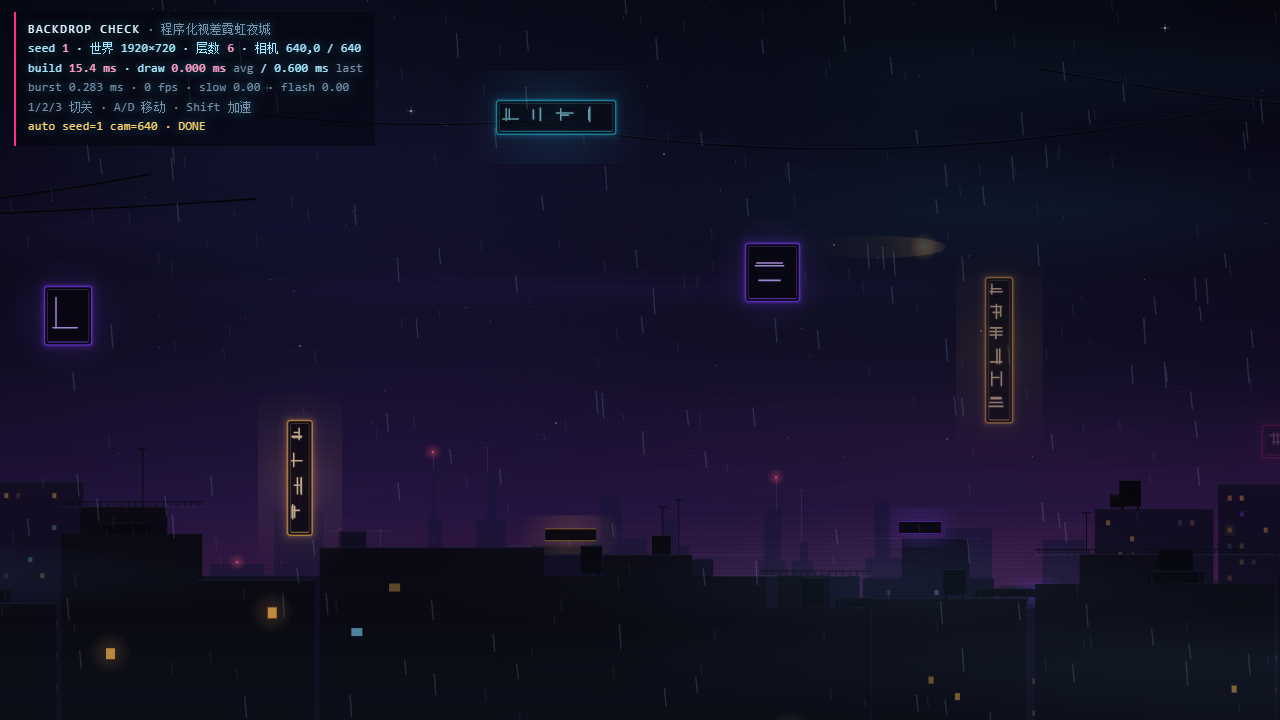 BACKDROP CHECK · 程序化视差霓虹夜城
seed 1 · 世界 1920×720 · 层数 6 · 相机 640,0 / 640
build 15.4 ms · draw 0.000 ms avg / 0.600 ms last
burst 0.283 ms · 0 fps · slow 0.00 · flash 0.00
1/2/3 切关 · A/D 移动 · Shift 加速
auto seed=1 cam=640 · DONE